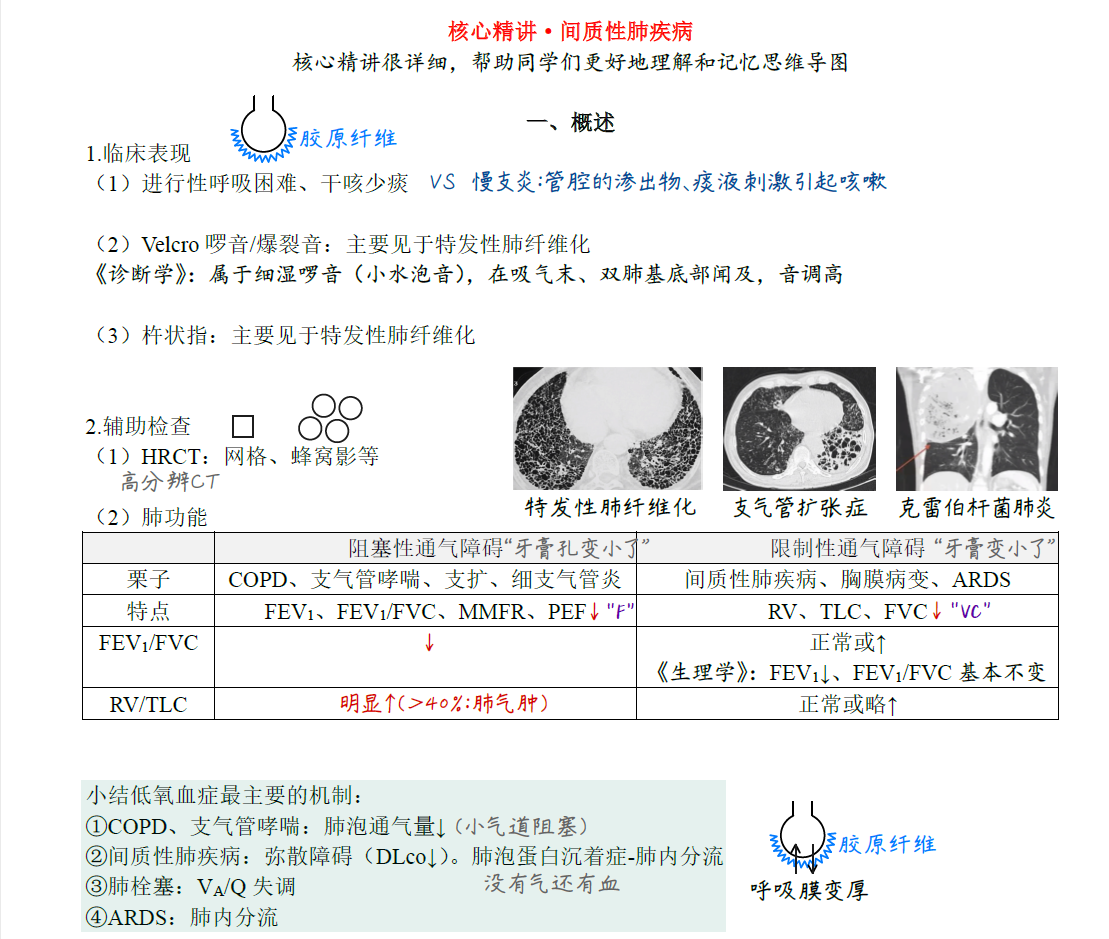 核心精讲·间质性肺疾病
核心精讲很详细，帮助同学们更好地理解和记忆思维导图
一、概述
胶原纤维
1.临床表现
（1）进行性呼吸困难、干咳少痰 VS 慢支炎:管腔的渗出物、痰液刺激引起咳嗽
（2）Velcro 啰音/爆裂音：主要见于特发性肺纤维化
《诊断学》：属于细湿啰音（小水泡音），在吸气末、双肺基底部闻及，音调高
（3）杵状指：主要见于特发性肺纤维化
2.辅助检查
（1）HRCT：网格、蜂窝影等
高分辨CT
特发性肺纤维化 支气管扩张症 克雷伯杆菌肺炎
（2）肺功能
阻塞性通气障碍“牙膏孔变小了” 限制性通气障碍 “牙膏变小了”
栗子 COPD、支气管哮喘、支扩、细支气管炎 间质性肺疾病、胸膜病变、ARDS
特点 FEV₁、FEV₁/FVC、MMFR、PEF↓"F" RV、TLC、FVC↓ "VC"
FEV₁/FVC ↓ 正常或↑
《生理学》：FEV₁↓、FEV₁/FVC 基本不变
RV/TLC 明显↑(>40%:肺气肿) 正常或略↑
小结低氧血症最主要的机制：
①COPD、支气管哮喘：肺泡通气量↓(小气道阻塞)
②间质性肺疾病：弥散障碍（DLco↓）。肺泡蛋白沉着症-肺内分流
没有气还有血
③肺栓塞：VA/Q 失调
④ARDS：肺内分流
胶原纤维
呼吸膜变厚